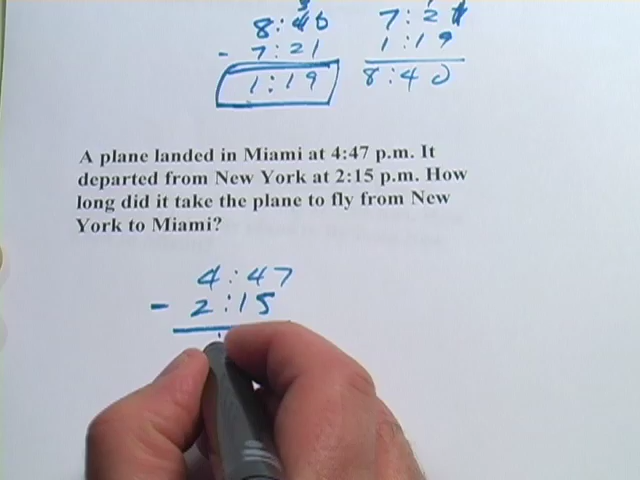 8:40 7:21
- 7:21 1:19
1:19 8:40
A plane landed in Miami at 4:47 p.m. It
departed from New York at 2:15 p.m. How
long did it take the plane to fly from New
York to Miami?
4:47
- 2:15